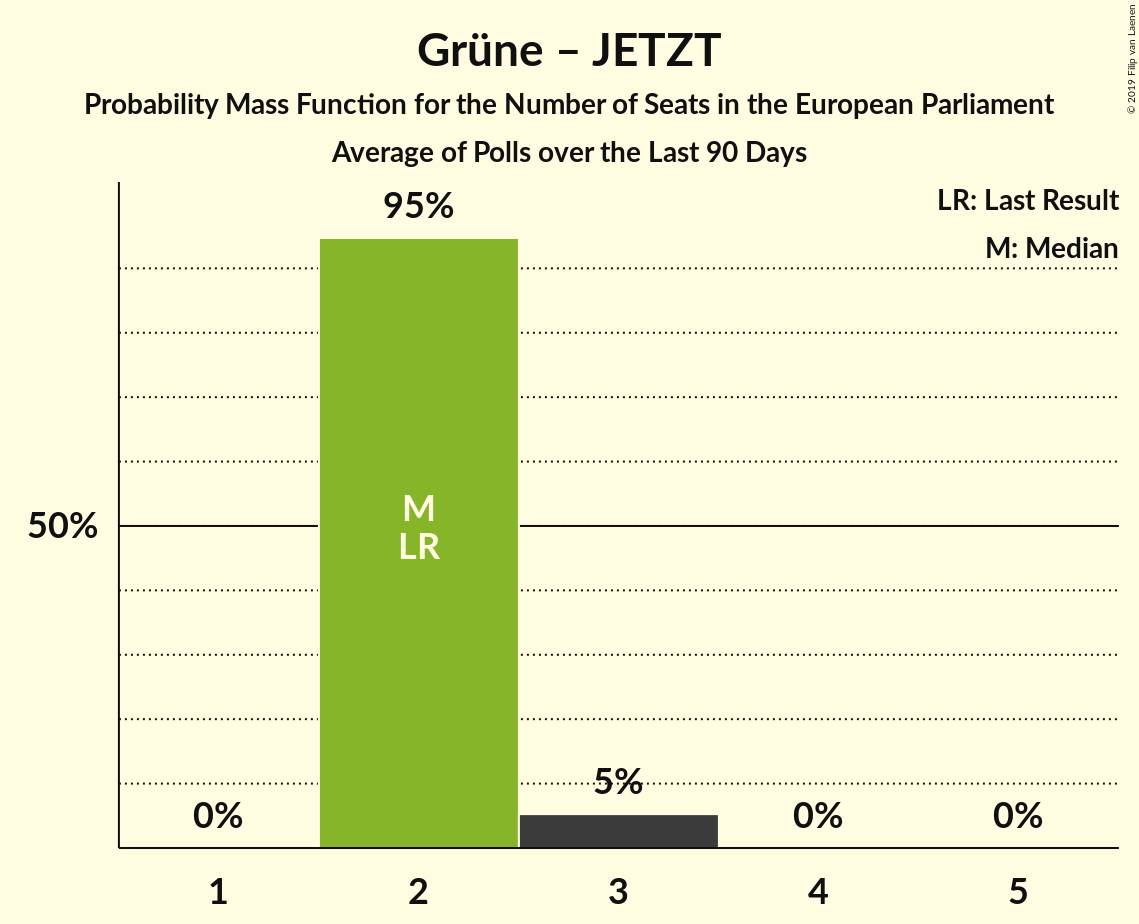 Grüne – JETZT
Probability Mass Function for the Number of Seats in the European Parliament
Average of Polls over the Last 90 Days
© 2019 Filip van Laenen
LR: Last Result
M: Median
95%
M
LR
50%
5%
0%
0%
0%
1
2
3
4
5